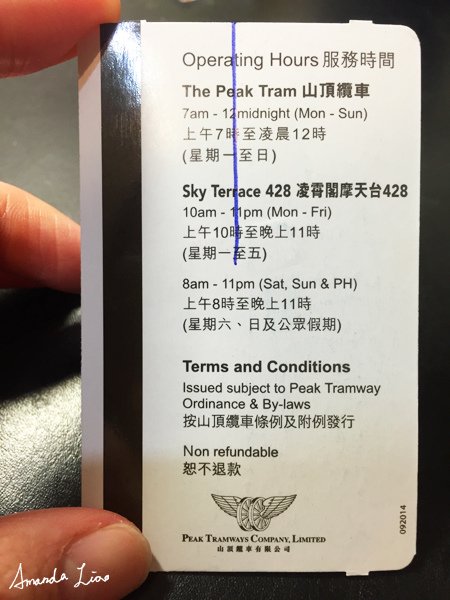 Operating Hours 服務時間
The Peak Tram 山頂纜車
7am - 12midnight (Mon - Sun)
上午7時至凌晨12時
(星期一至日)
Sky Terrace 428 凌霄閣摩天台428
10am - 11pm (Mon - Fri)
上午10時至晚上11時
(星期一至五)
8am - 11pm (Sat, Sun & PH)
上午8時至晚上11時
(星期六、日及公眾假期)
Terms and Conditions
Issued subject to Peak Tramway
Ordinance & By-laws
按山頂纜車條例及附例發行
Non refundable
恕不退款
PEAK TRAMWAYS COMPANY, LIMITED
山頂纜車有限公司
092014
Amanda Liao